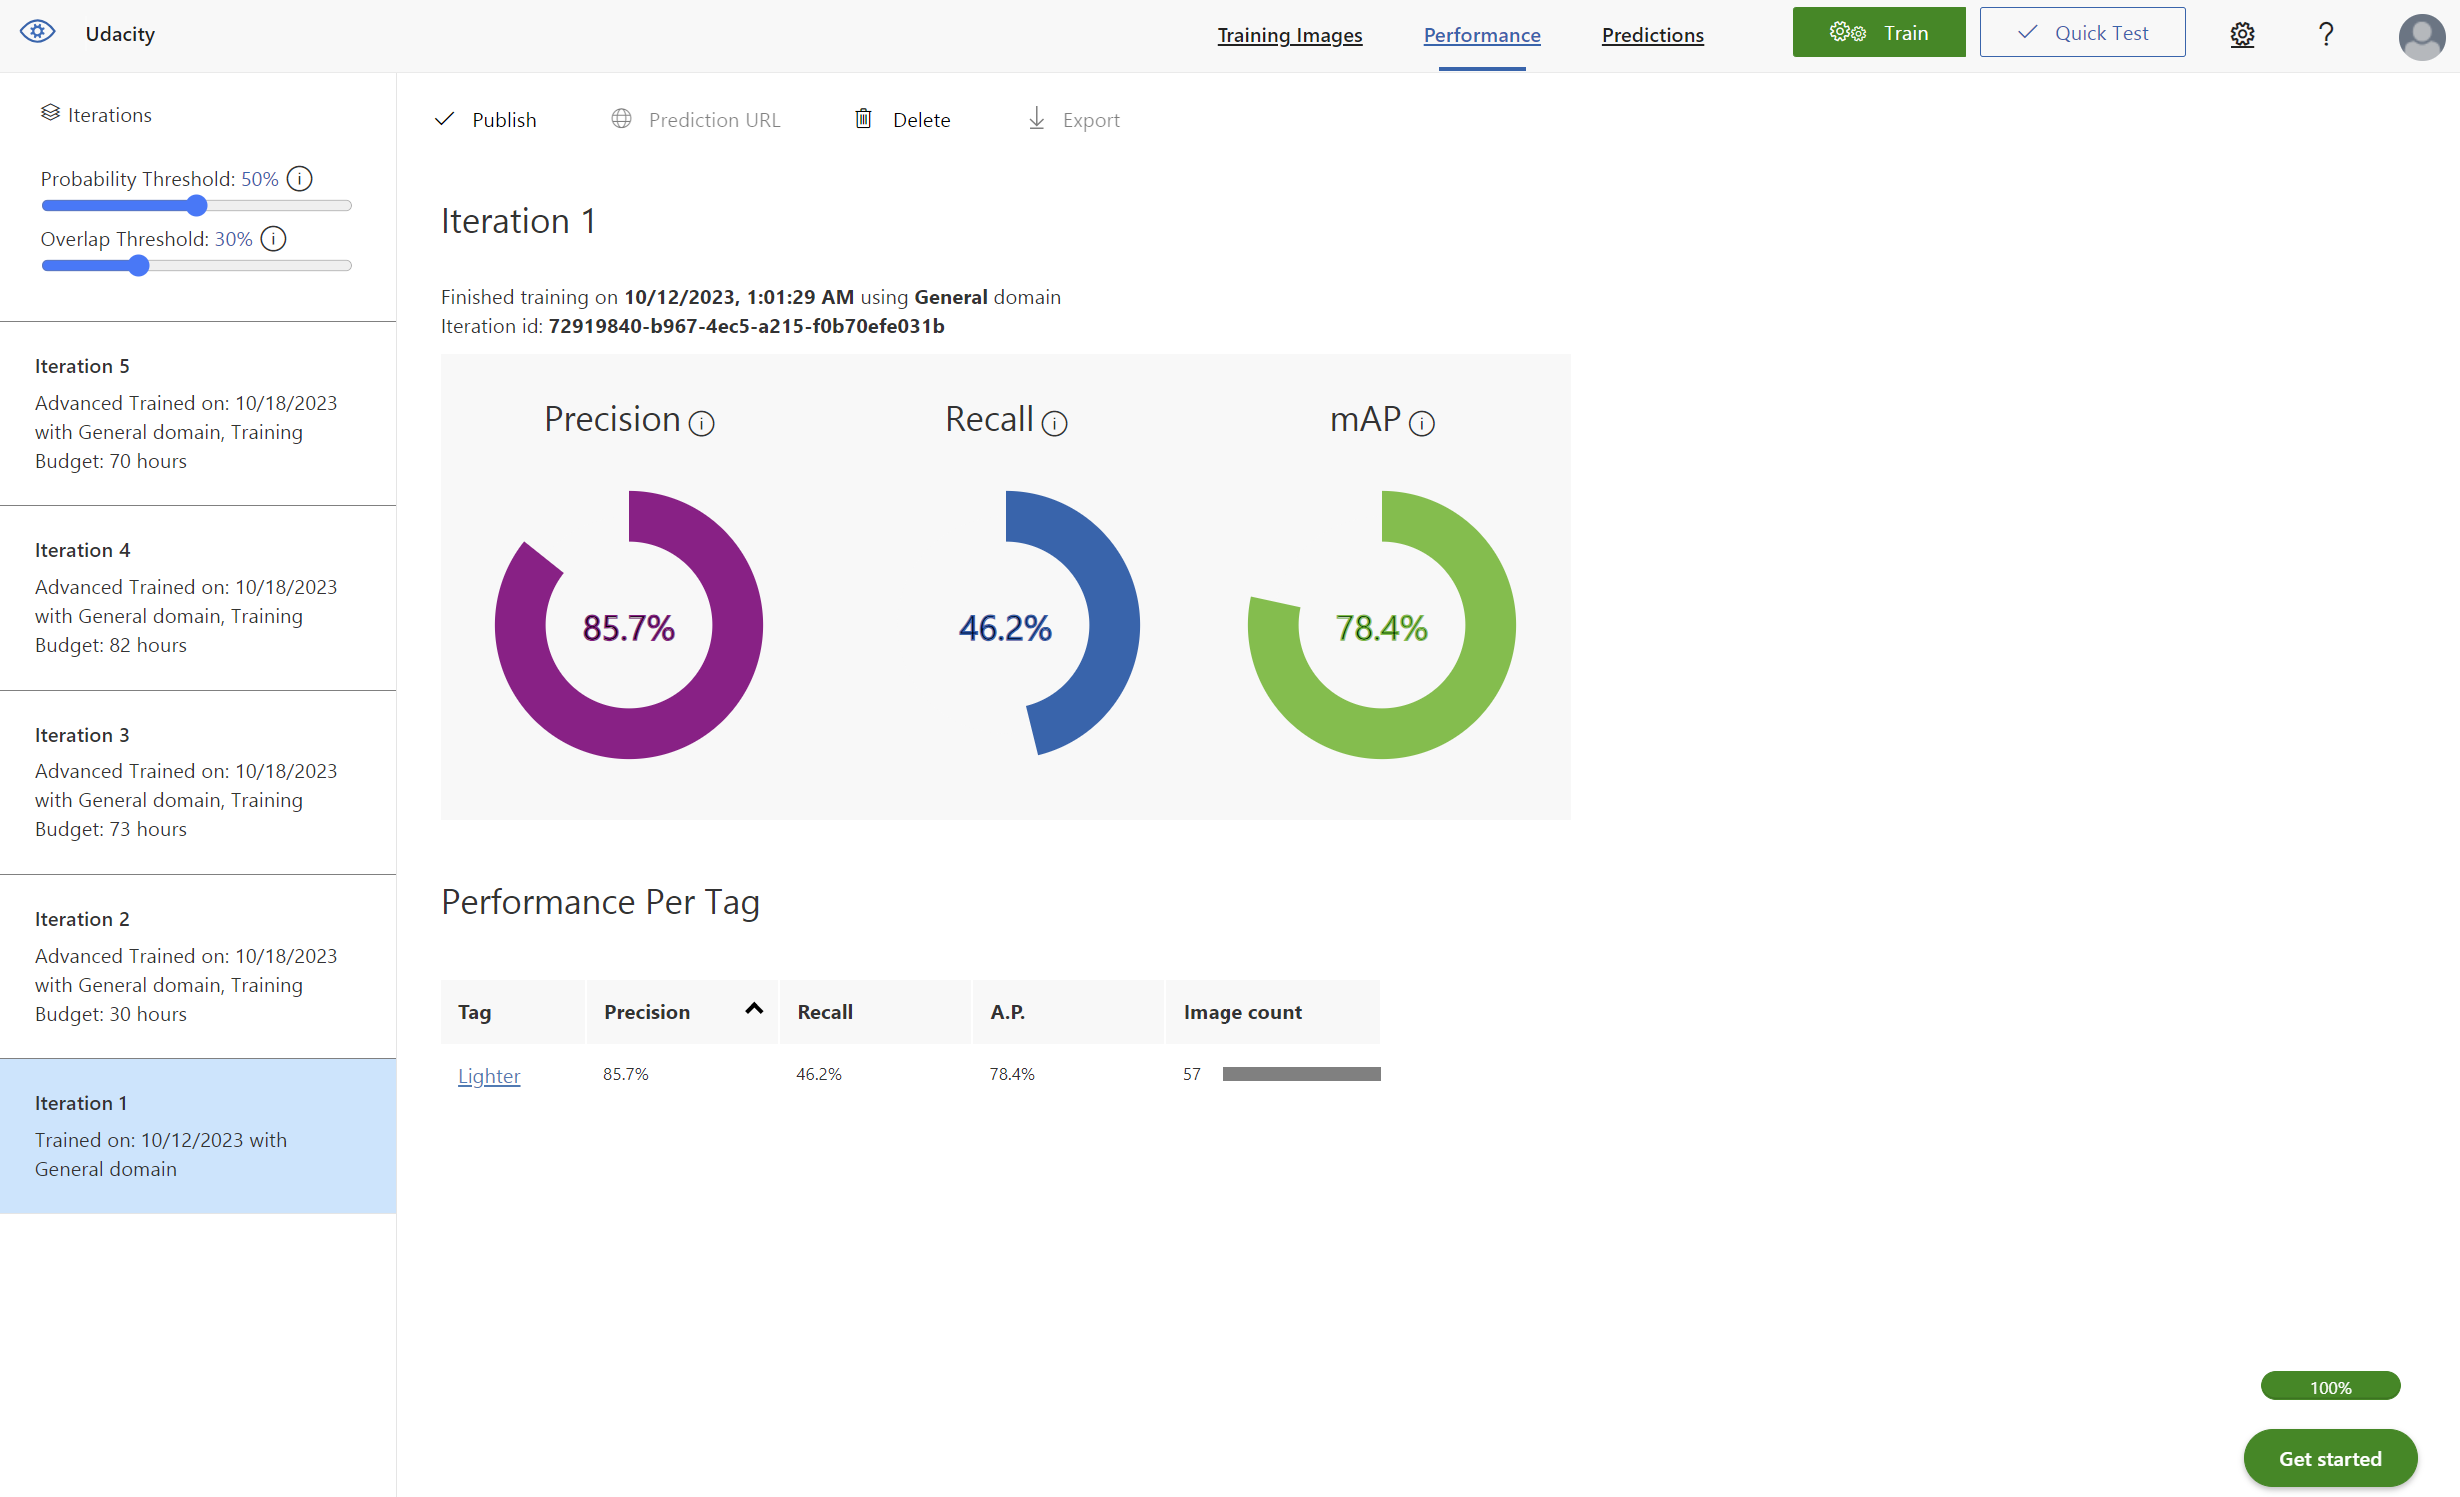 Udacity
Training Images
Performance
Predictions
Train
Quick Test
?
Iterations
Probability Threshold: 50%
Overlap Threshold: 30%
Iteration 5
Advanced Trained on: 10/18/2023
with General domain, Training
Budget: 70 hours
Iteration 4
Advanced Trained on: 10/18/2023
with General domain, Training
Budget: 82 hours
Iteration 3
Advanced Trained on: 10/18/2023
with General domain, Training
Budget: 73 hours
Iteration 2
Advanced Trained on: 10/18/2023
with General domain, Training
Budget: 30 hours
Iteration 1
Trained on: 10/12/2023 with
General domain
Publish
Prediction URL
Delete
Export
Iteration 1
Finished training on 10/12/2023, 1:01:29 AM using General domain
Iteration id: 72919840-b967-4ec5-a215-f0b70efe031b
Precision
Recall
mAP
85.7%
46.2%
78.4%
Performance Per Tag
Tag Precision Recall A.P. Image count
Lighter 85.7% 46.2% 78.4% 57
100%
Get started